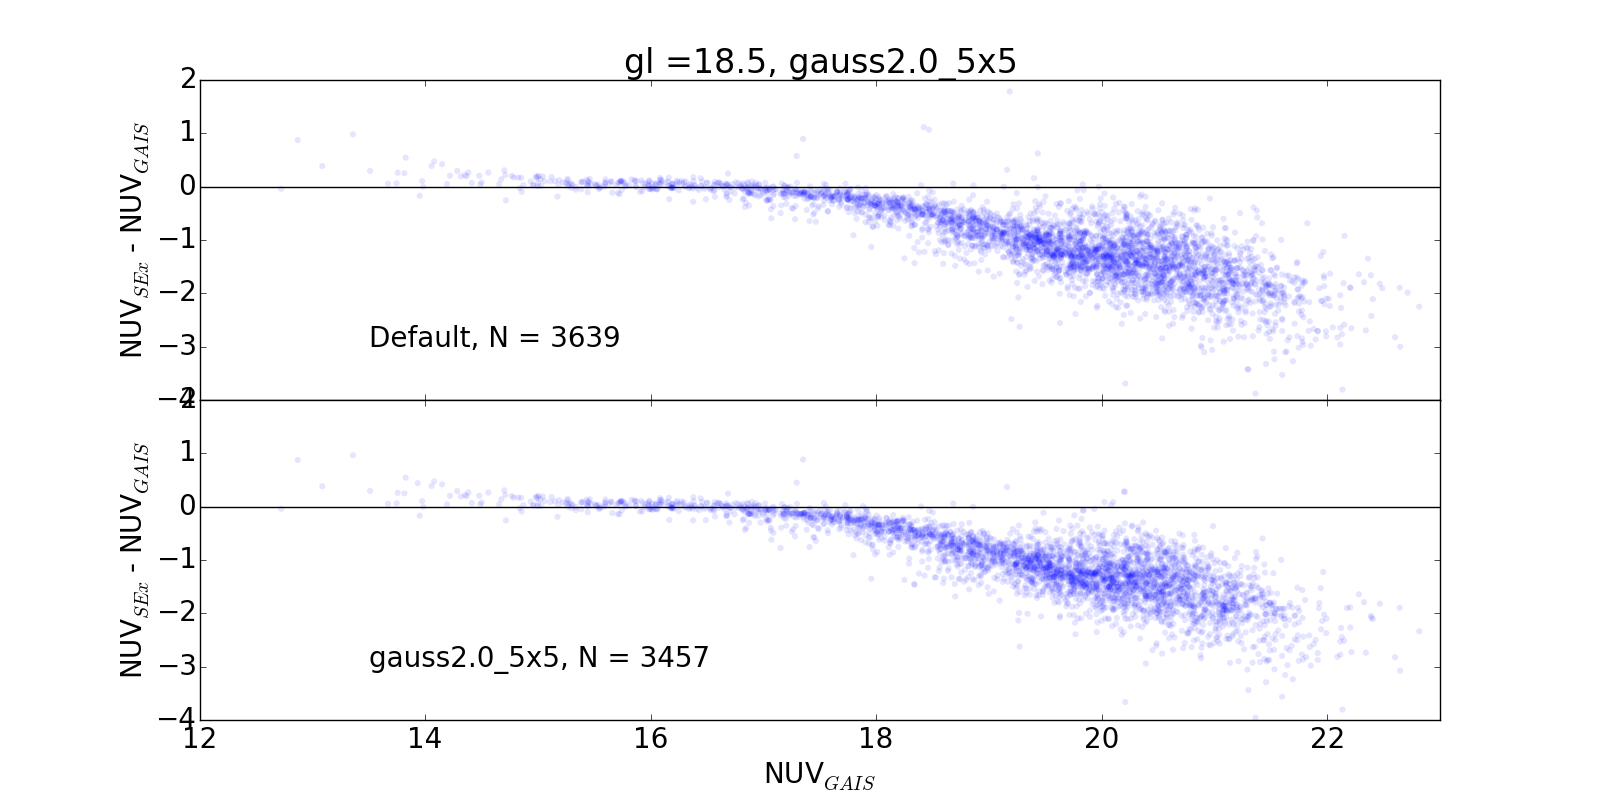 gl =18.5, gauss2.0_5x5
2
1
0
−1
−2
−3
−4
NUV_SEx - NUV_GAIS
Default, N = 3639
2
1
0
−1
−2
−3
−4
NUV_SEx - NUV_GAIS
gauss2.0_5x5, N = 3457
12 14 16 18 20 22
NUV_GAIS